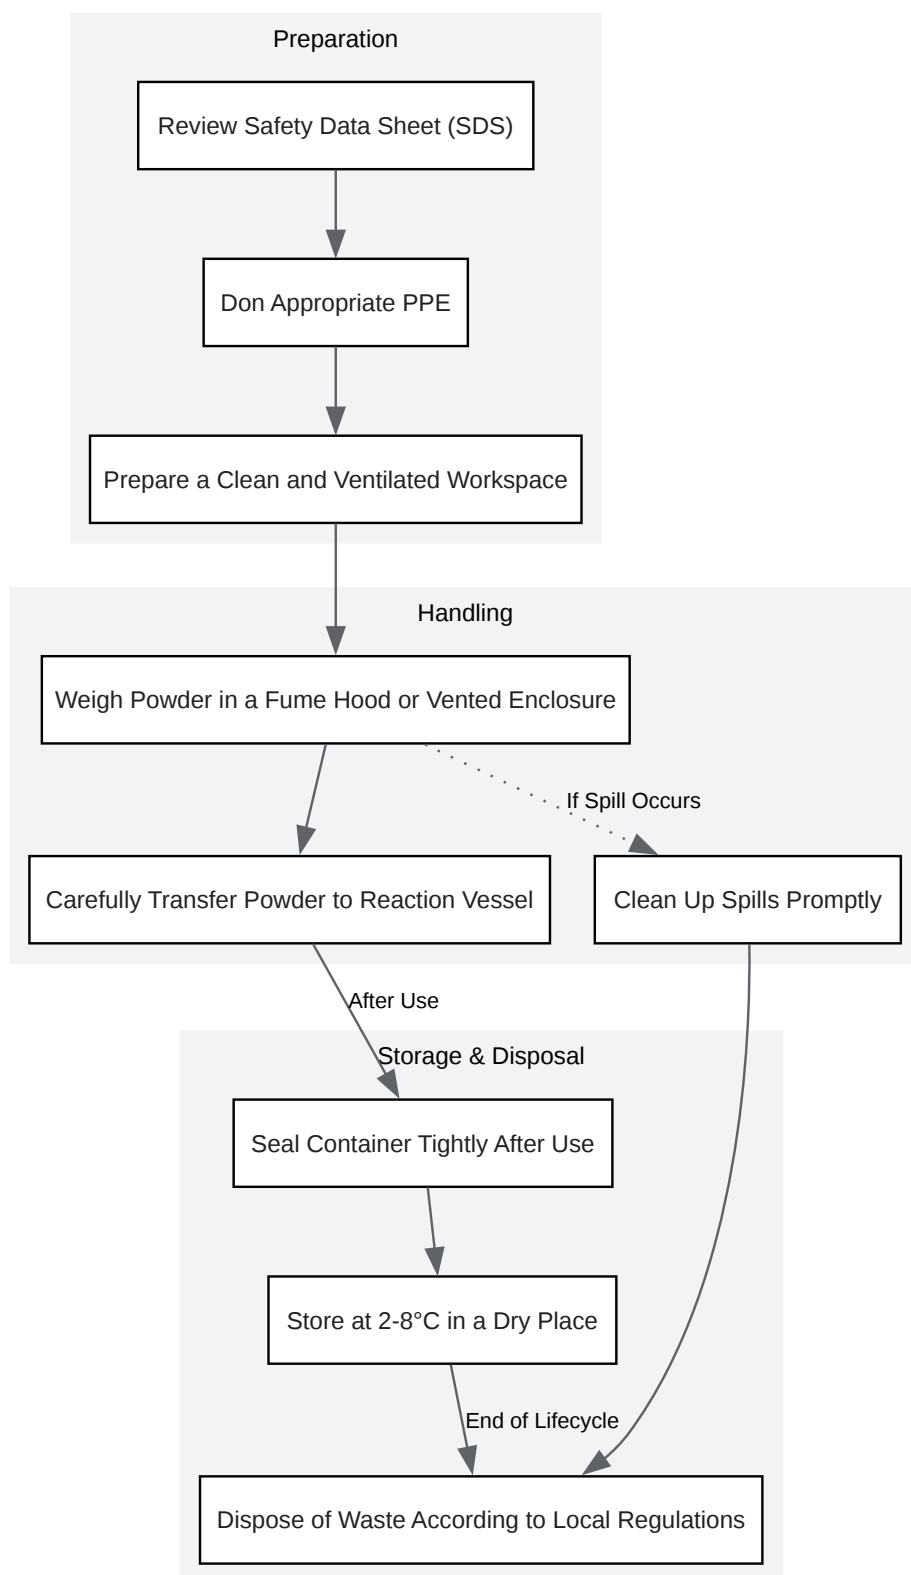 Preparation
Review Safety Data Sheet (SDS)
Don Appropriate PPE
Prepare a Clean and Ventilated Workspace
Handling
Weigh Powder in a Fume Hood or Vented Enclosure
If Spill Occurs
Carefully Transfer Powder to Reaction Vessel
Clean Up Spills Promptly
After Use
Storage & Disposal
Seal Container Tightly After Use
Store at 2-8°C in a Dry Place
End of Lifecycle
Dispose of Waste According to Local Regulations